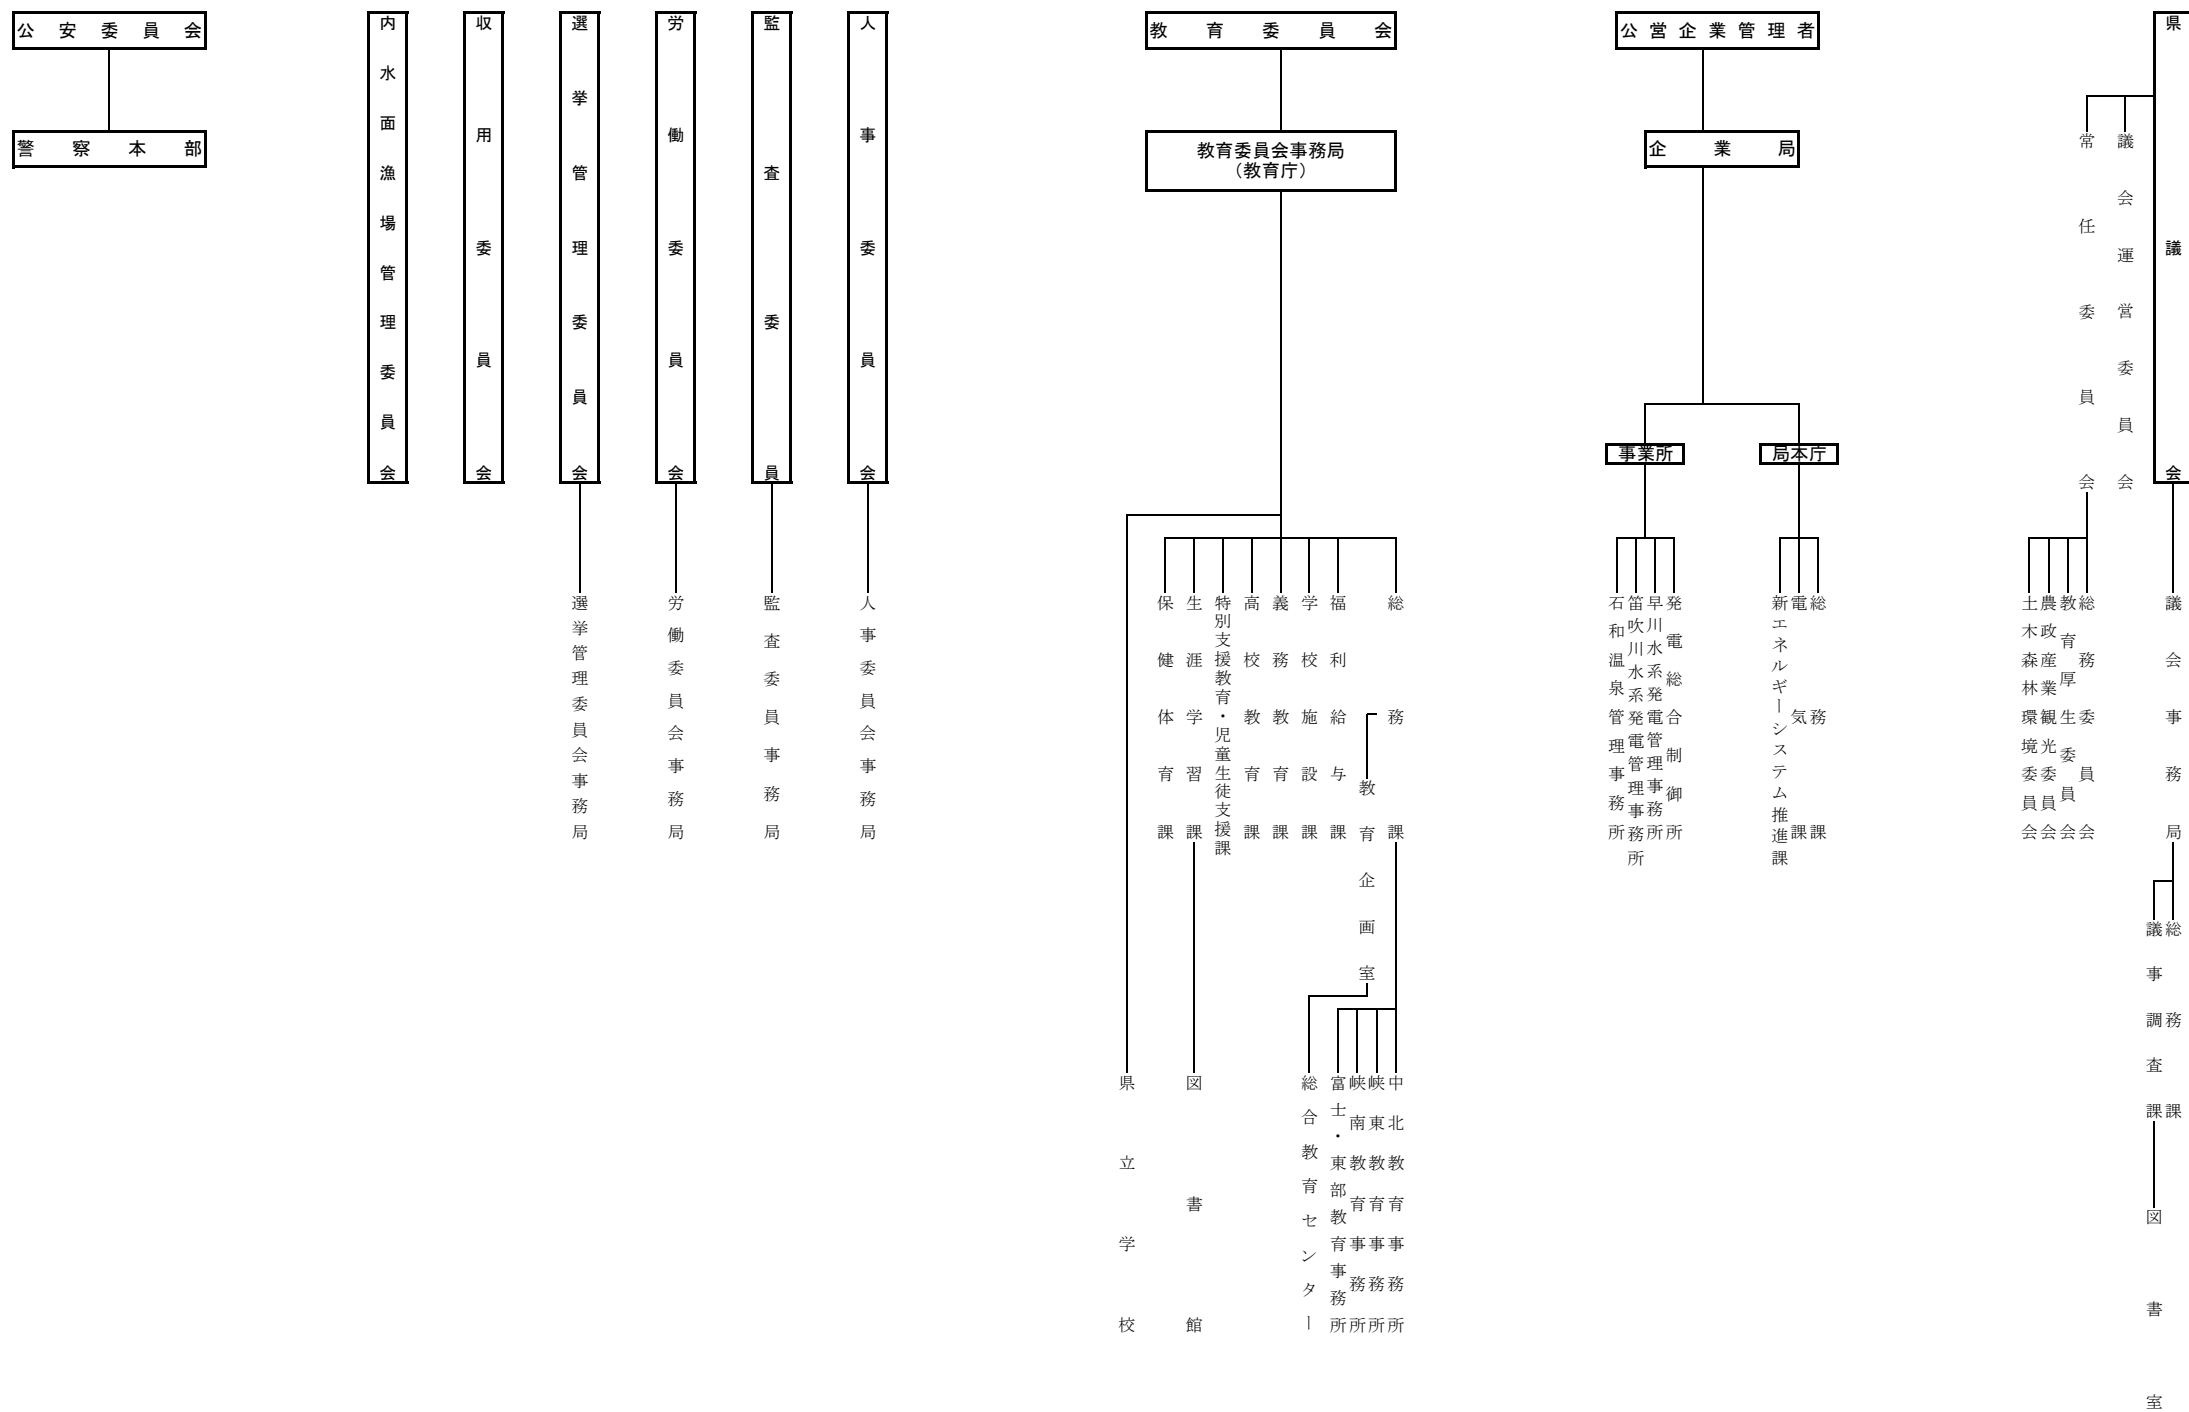 県議会
議会運営委員会
常任委員会
議会事務局
総務委員会
教育厚生委員会
農政産業観光委員会
土木森林環境委員会
総務課
議事調査課
図書室
公営企業管理者
企業局
局本庁
事業所
総務課
電気課
新エネルギーシステム推進課
発電総合制御所
早川水系発電管理事務所
笛吹川水系発電管理事務所
石和温泉管理事務所
教育委員会
教育委員会事務局
（教育庁）
総務課
教育企画室
福利給与課
学校施設課
義務教育課
高校教育課
特別支援教育・児童生徒支援課
生涯学習課
保健体育課
中北教育事務所
峡東教育事務所
峡南教育事務所
富士・東部教育事務所
総合教育センター
図書館
県立学校
人事委員会
人事委員会事務局
監査委員
監査委員事務局
労働委員会
労働委員会事務局
選挙管理委員会
選挙管理委員会事務局
収用委員会
内水面漁場管理委員会
公安委員会
警察本部